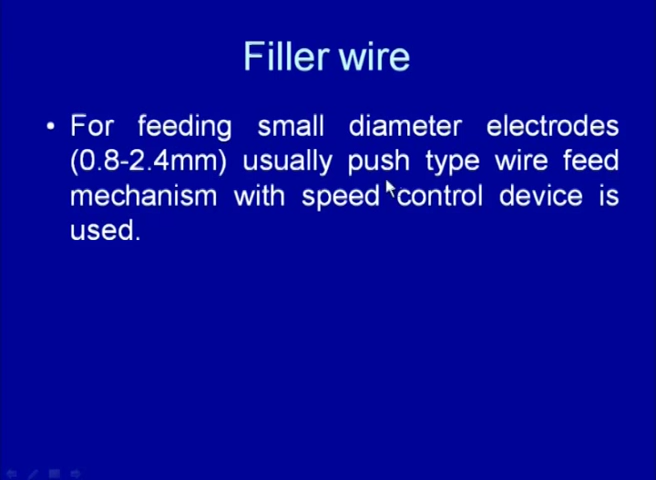 Filler wire
• For feeding small diameter electrodes
(0.8-2.4mm) usually push type wire feed
mechanism with speed control device is
used.